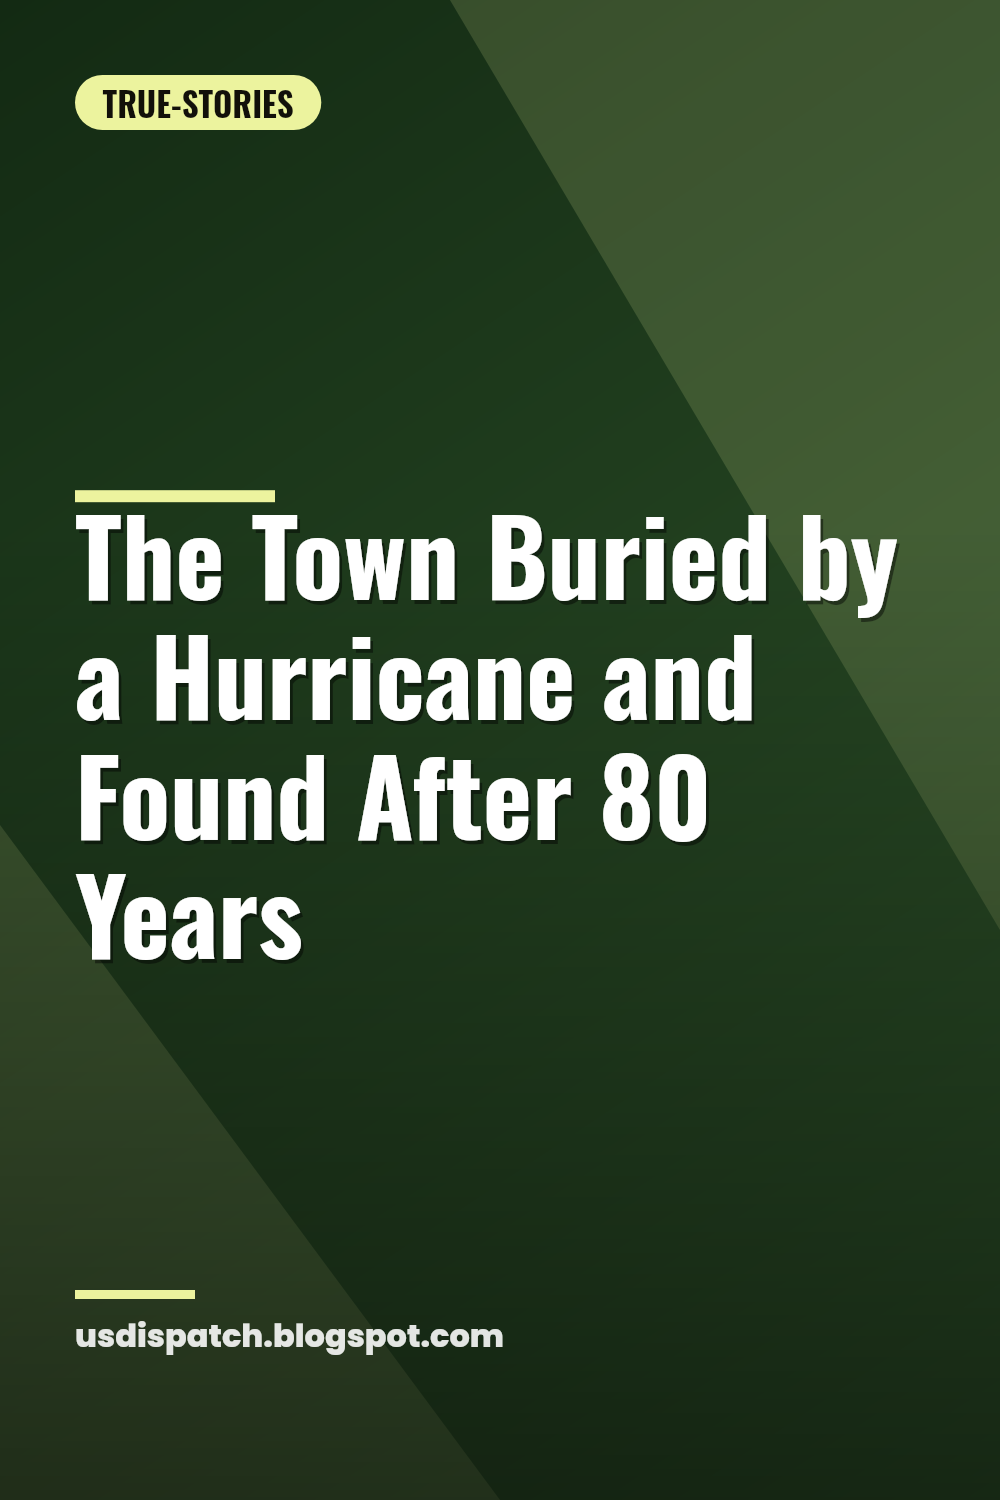 TRUE-STORIES
The Town Buried by
a Hurricane and
Found After 80
Years
usdispatch.blogspot.com